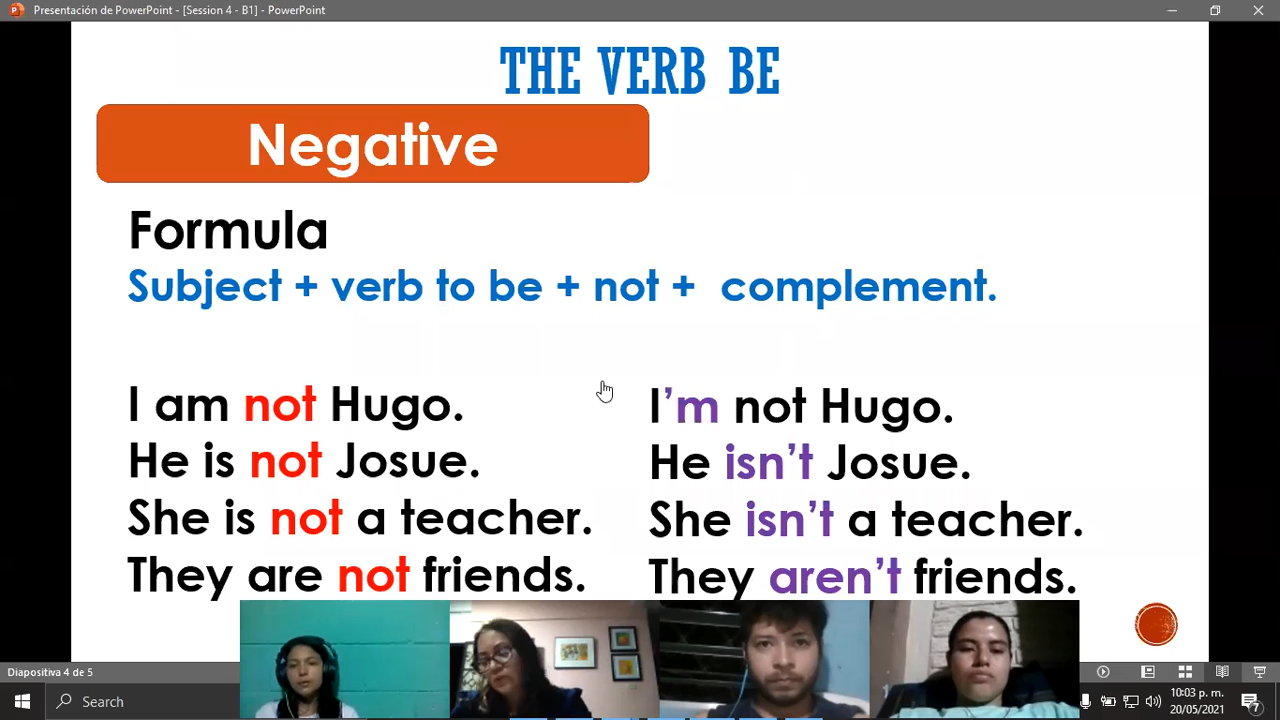 Presentación de PowerPoint - [Session 4 - B1] - PowerPoint
THE VERB BE
Negative
Formula
Subject + verb to be + not + complement.
I am not Hugo.
He is not Josue.
She is not a teacher.
They are not friends.
I’m not Hugo.
He isn’t Josue.
She isn’t a teacher.
They aren’t friends.
Diapositiva 4 de 5
Search
10:03 p. m.
20/05/2021
7